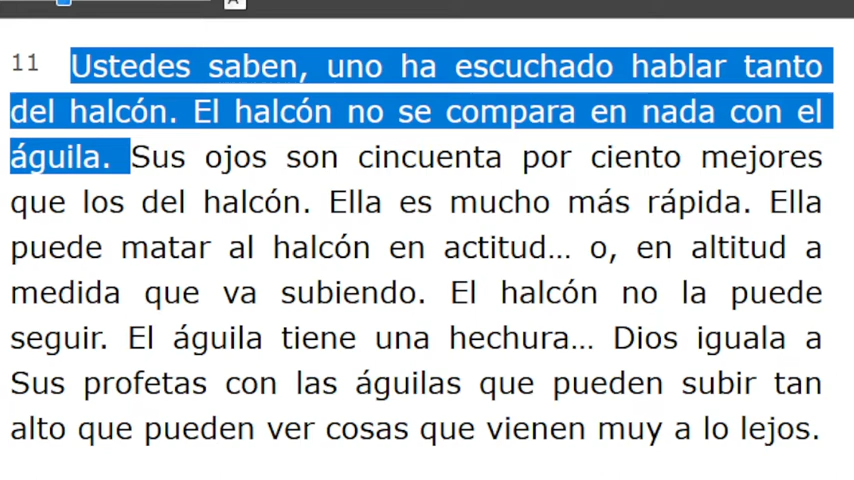 11 Ustedes saben, uno ha escuchado hablar tanto
del halcón. El halcón no se compara en nada con el
águila. Sus ojos son cincuenta por ciento mejores
que los del halcón. Ella es mucho más rápida. Ella
puede matar al halcón en actitud… o, en altitud a
medida que va subiendo. El halcón no la puede
seguir. El águila tiene una hechura… Dios iguala a
Sus profetas con las águilas que pueden subir tan
alto que pueden ver cosas que vienen muy a lo lejos.